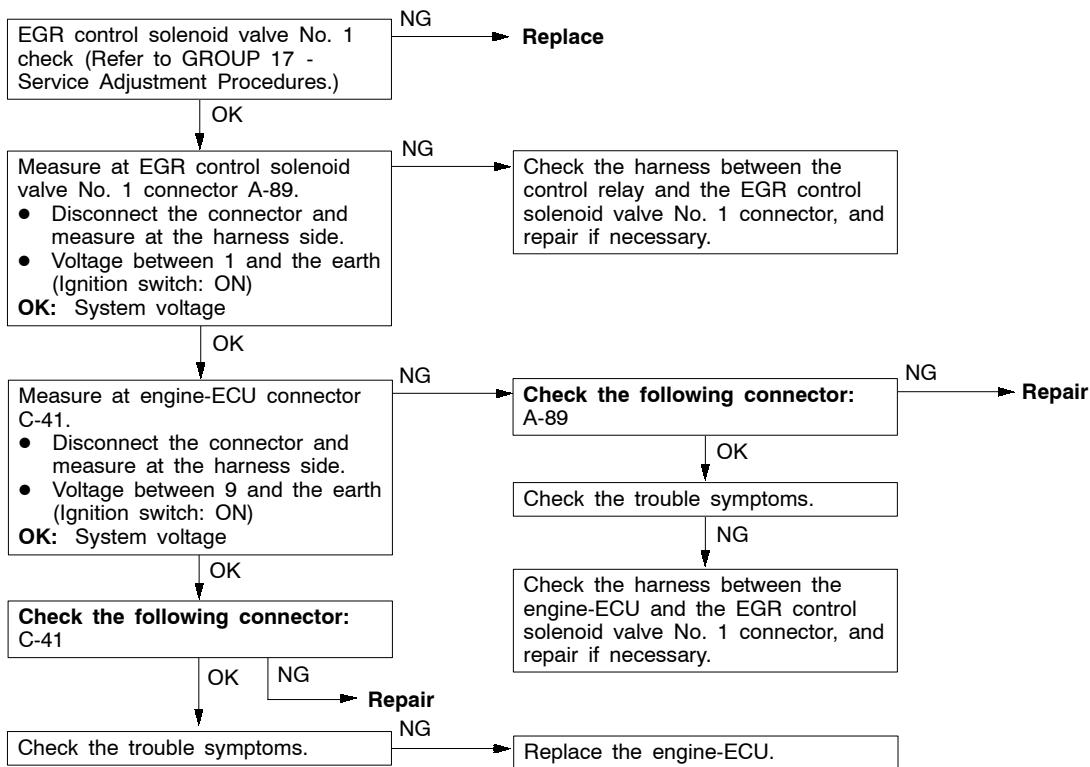 EGR control solenoid valve No. 1
check (Refer to GROUP 17 -
Service Adjustment Procedures.)
NG
Replace
OK
Measure at EGR control solenoid
valve No. 1 connector A-89.
● Disconnect the connector and
measure at the harness side.
● Voltage between 1 and the earth
(Ignition switch: ON)
OK: System voltage
NG
Check the harness between the
control relay and the EGR control
solenoid valve No. 1 connector, and
repair if necessary.
OK
Measure at engine-ECU connector
C-41.
● Disconnect the connector and
measure at the harness side.
● Voltage between 9 and the earth
(Ignition switch: ON)
OK: System voltage
NG
Check the following connector:
A-89
NG
Repair
OK
Check the trouble symptoms.
NG
Check the harness between the
engine-ECU and the EGR control
solenoid valve No. 1 connector, and
repair if necessary.
OK
Check the following connector:
C-41
OK
NG
Repair
Check the trouble symptoms.
NG
Replace the engine-ECU.